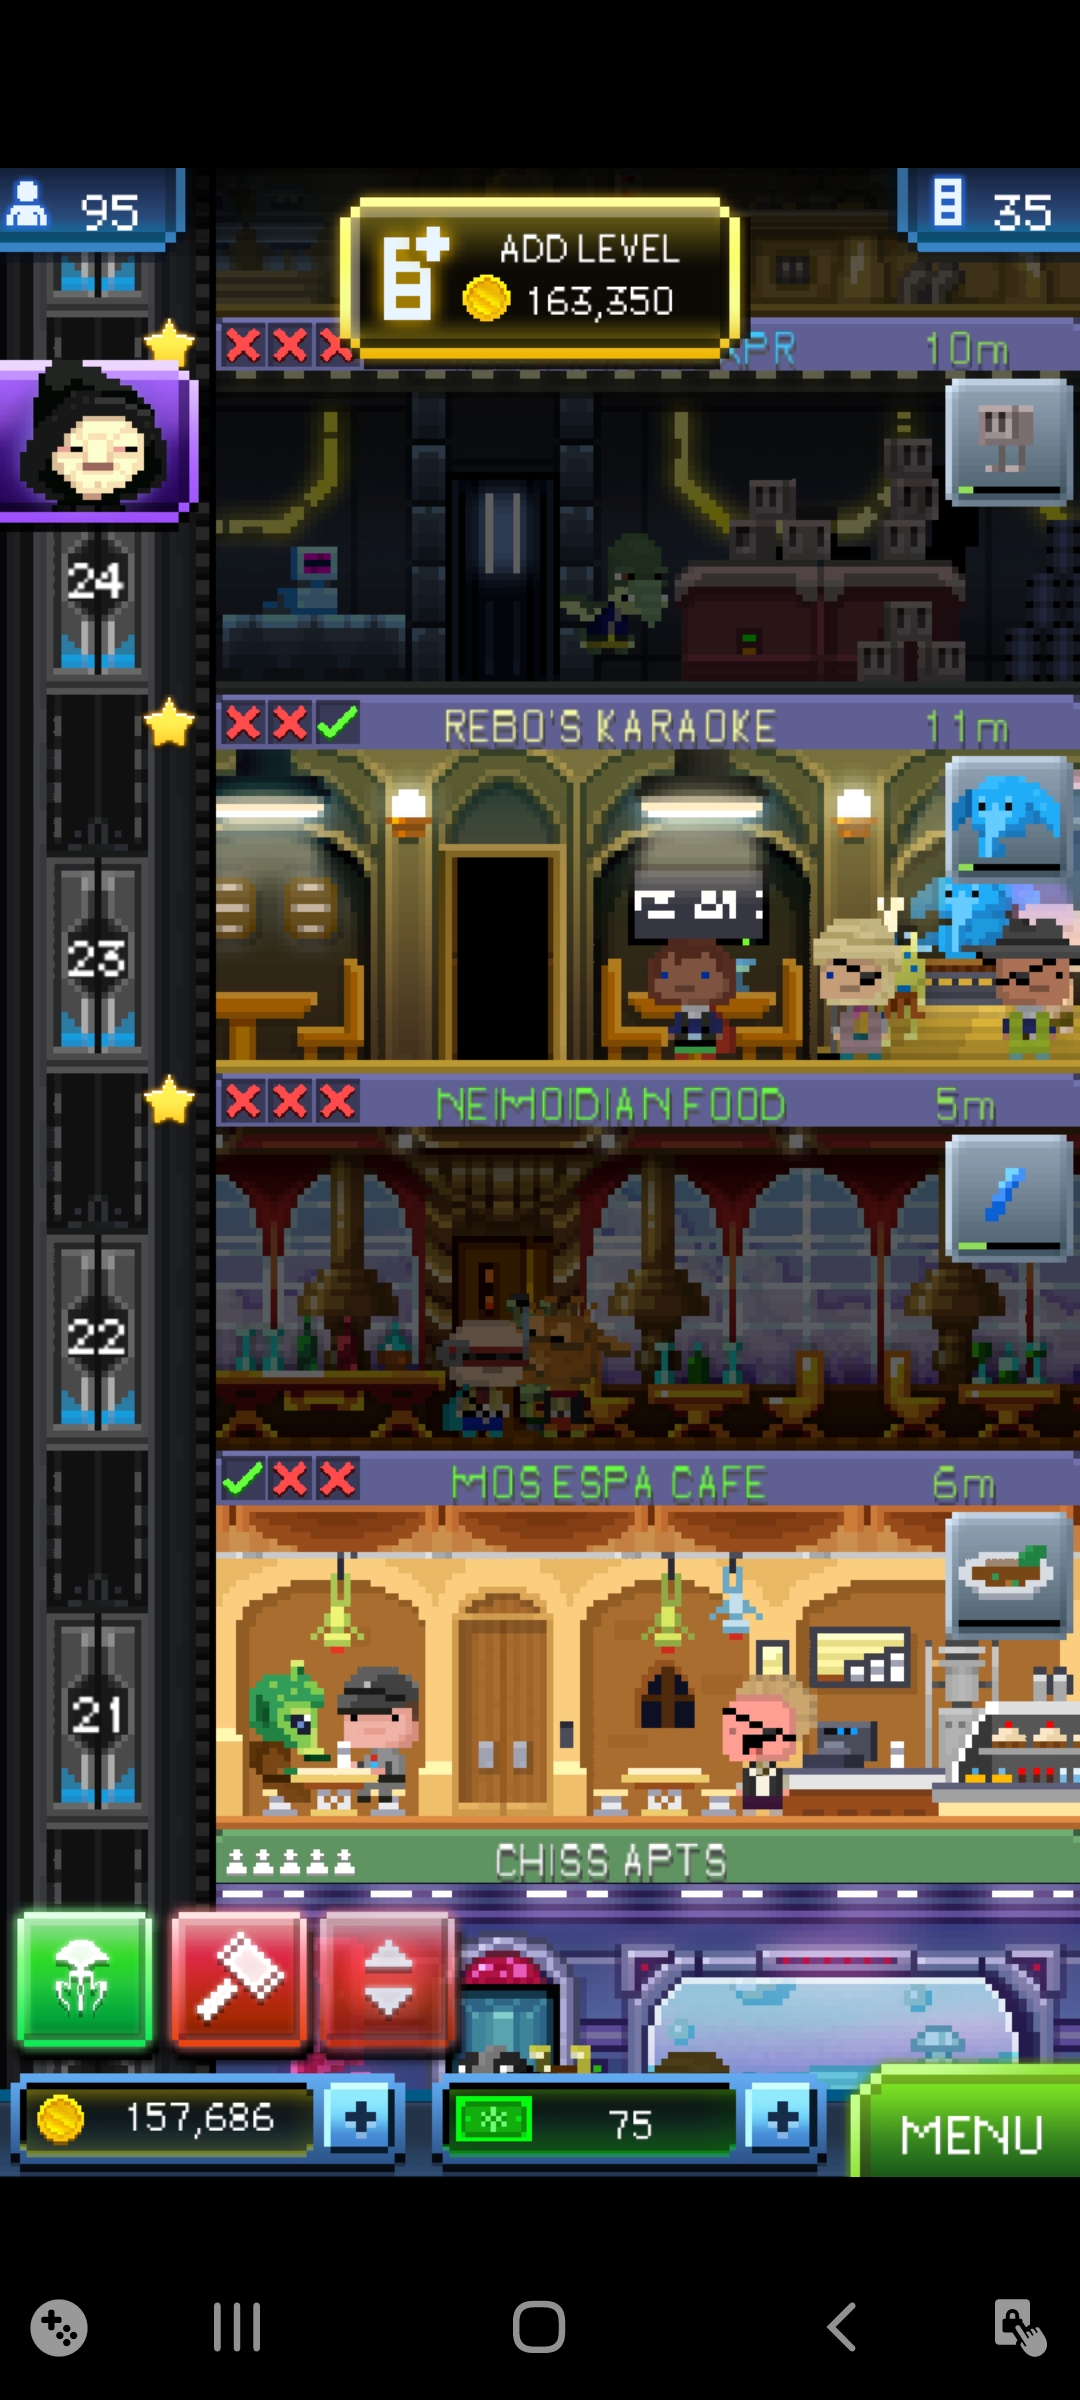 95
ADD LEVEL
163,350
35
10m
24
REBO'S KARAOKE
11m
23
NEIMOIDIAN FOOD
5m
22
MOS ESPA CAFE
6m
21
CHISS APTS
157,686
75
MENU